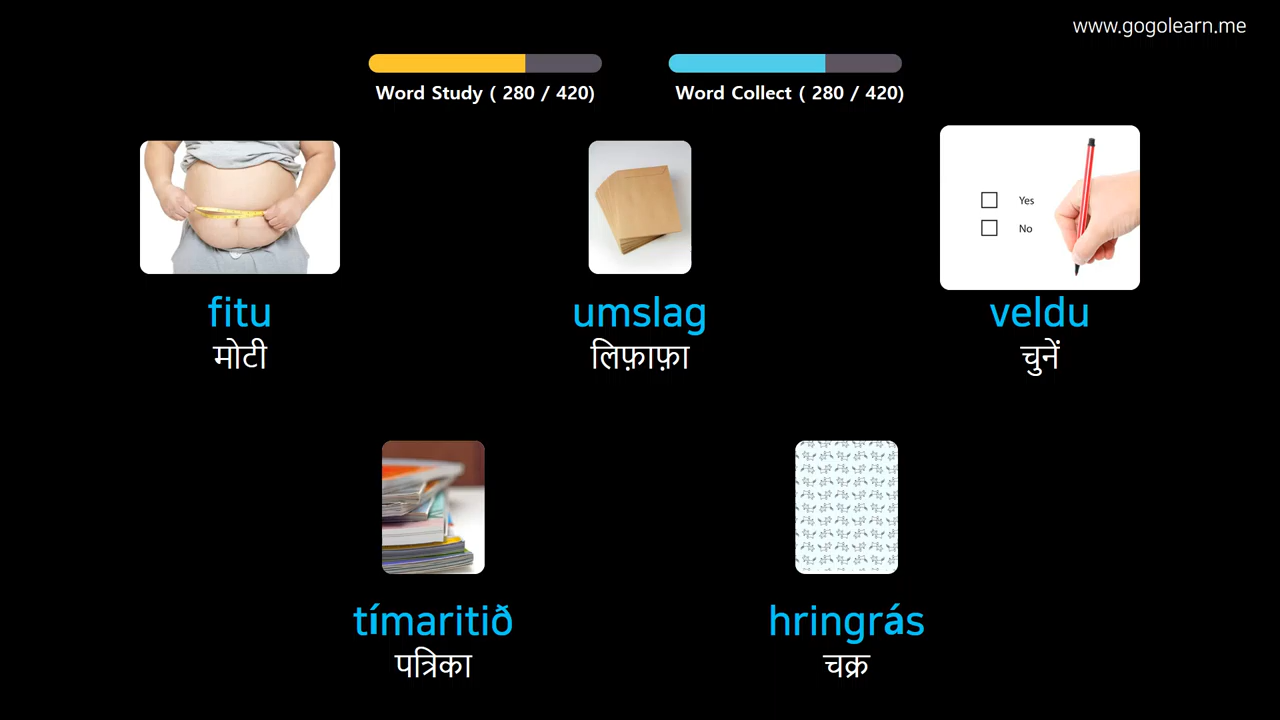 www.gogolearn.me
Word Study ( 280 / 420)
Word Collect ( 280 / 420)
Yes
No
fitu
मोटी
umslag
लिफ़ाफ़ा
veldu
चुनें
tímaritið
पत्रिका
hringrás
चक्र